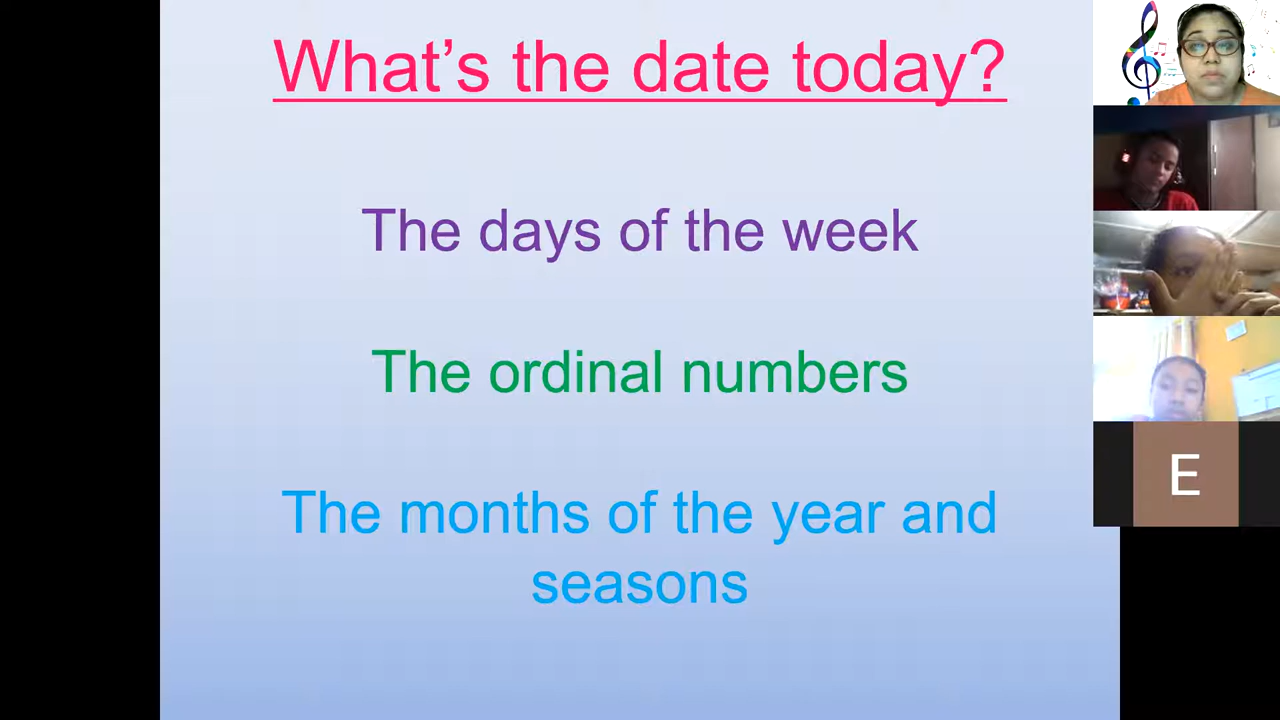 What's the date today?
The days of the week
The ordinal numbers
The months of the year and
seasons
E